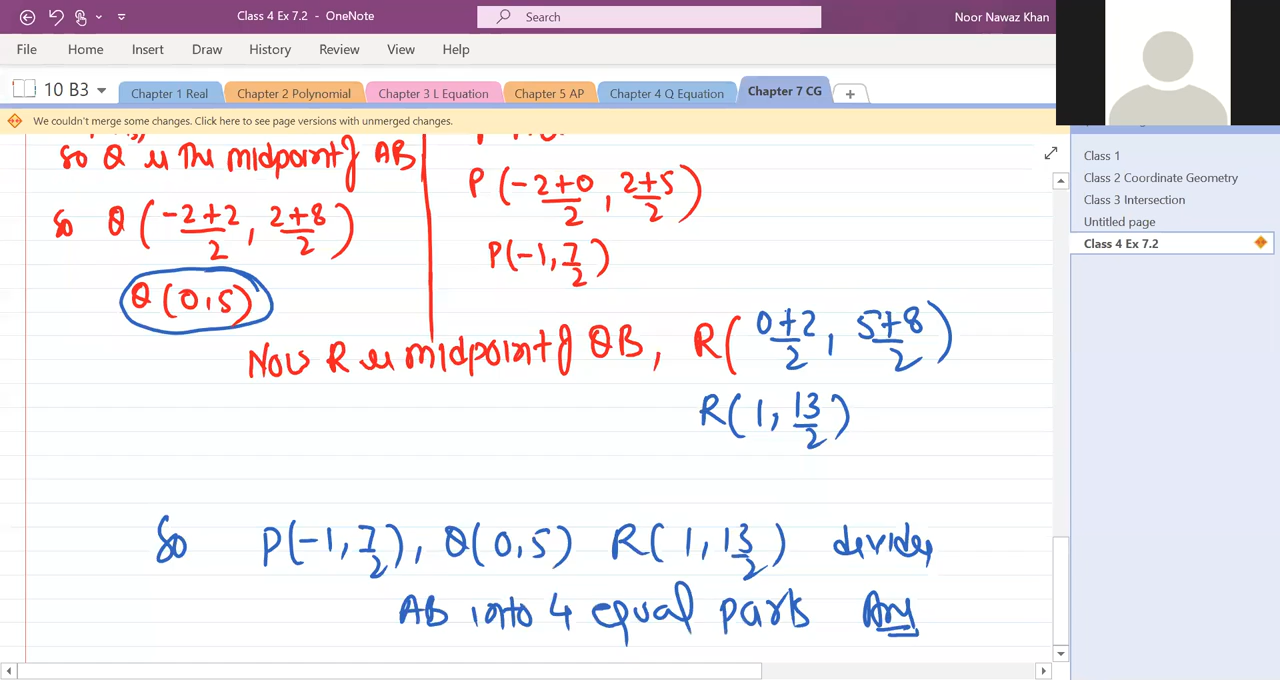 Class 4 Ex 7.2 - OneNote
Search
Noor Nawaz Khan
File Home Insert Draw History Review View Help
10 B3
Chapter 1 Real
Chapter 2 Polynomial
Chapter 3 L Equation
Chapter 5 AP
Chapter 4 Q Equation
Chapter 7 CG
We couldn't merge some changes. Click here to see page versions with unmerged changes.
So Q is the midpoint of AB
So Q (-2+2/2, 2+8/2)
Q (0,5)
P (-2+0/2, 2+5/2)
P(-1, 7/2)
Now R is midpoint of QB, R( 0+2/2, 5+8/2 )
R( 1, 13/2 )
So P(-1, 7/2), Q(0,5) R( 1, 13/2 ) divides
AB into 4 equal parts Ans
Class 1
Class 2 Coordinate Geometry
Class 3 Intersection
Untitled page
Class 4 Ex 7.2